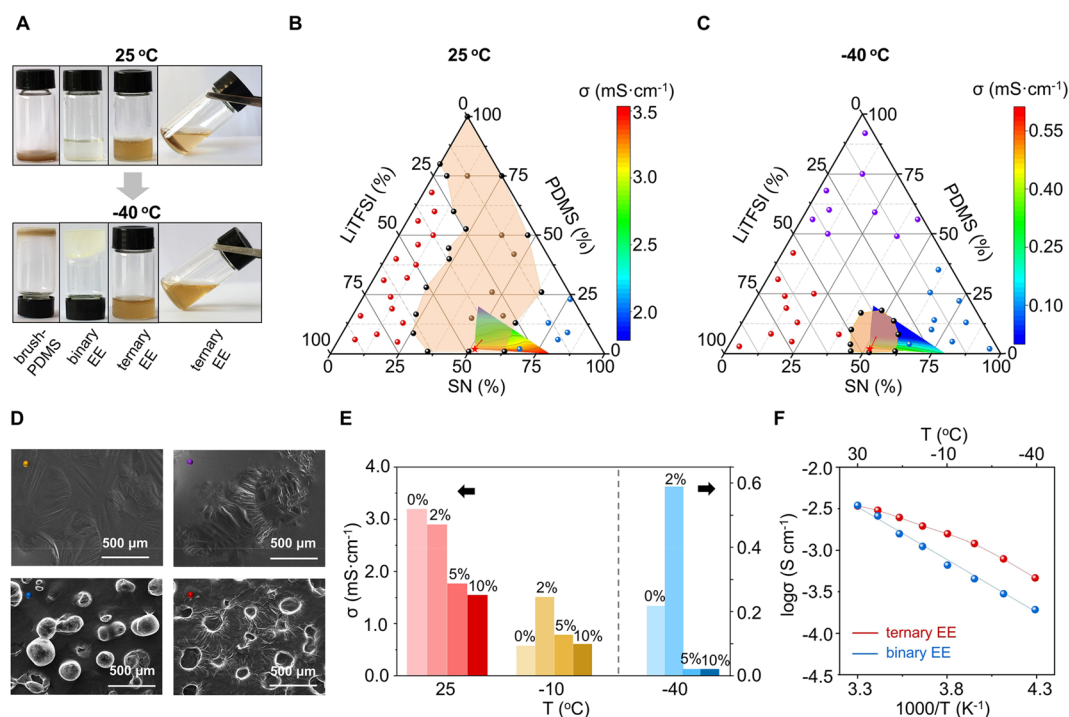 A
25 °C
-40 °C
brush-
PDMS
binary
EE
ternary
EE
ternary
EE
B
25 °C
σ (mS·cm⁻¹)
3.5
3.0
2.5
2.0
0
LiTFSI (%)
PDMS (%)
SN (%)
0
25
50
75
100
100
75
50
25
0
25
50
75
100
C
-40 °C
σ (mS·cm⁻¹)
0.55
0.40
0.25
0.10
LiTFSI (%)
PDMS (%)
SN (%)
0
25
50
75
100
100
75
50
25
0
25
50
75
100
D
500 µm
500 µm
500 µm
500 µm
E
σ (mS·cm⁻¹)
4.0
3.0
2.0
1.0
0.0
0.6
0.4
0.2
0.0
0%
2%
5%
10%
0%
2%
5%
10%
0%
2%
5%
10%
25
-10
-40
T (°C)
F
T (°C)
30
-10
-40
logσ (S cm⁻¹)
-2.0
-2.5
-3.0
-3.5
-4.0
-4.5
ternary EE
binary EE
3.3
3.8
4.3
1000/T (K⁻¹)